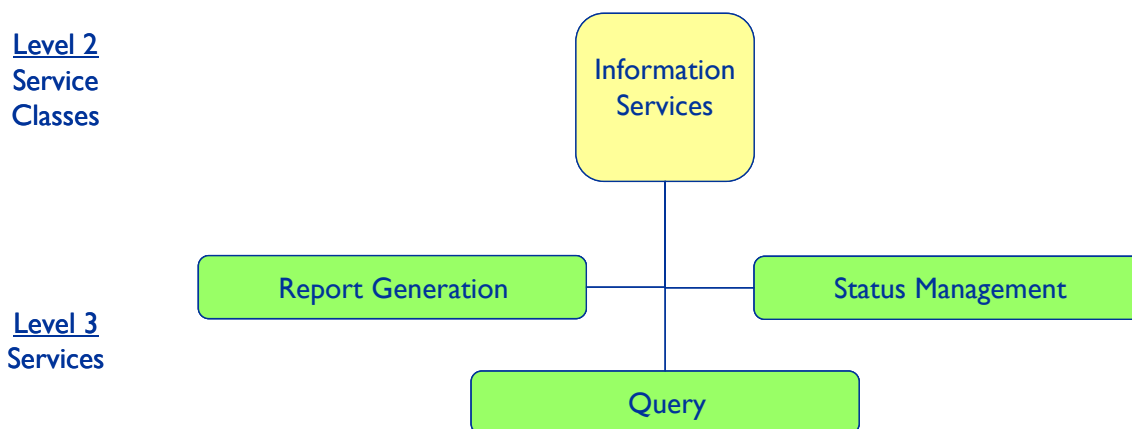 Level 2
Service
Classes
Information
Services
Report Generation
Status Management
Level 3
Services
Query